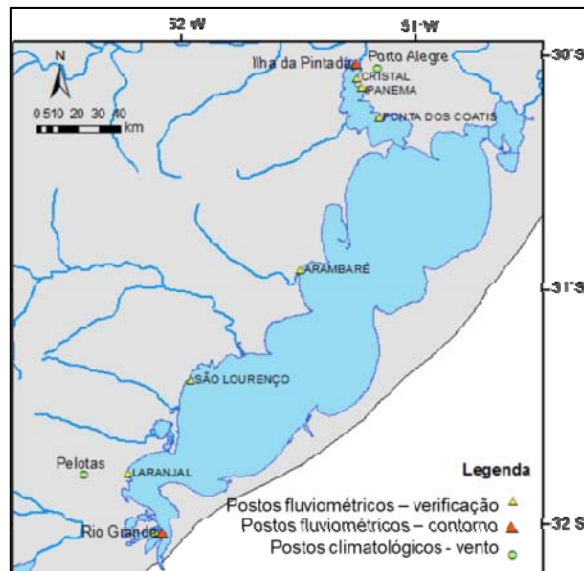 52 W
51 W
30 S
N
Ilha da Pintada
Porto Alegre
CRISTAL
IPANEMA
PONTA DOS COATIS
0 5 10 20 30 40
km
ARAMBARÉ
31 S
SÃO LOURENÇO
Pelotas
LARANJAL
Legenda
Postos fluviométricos – verificação
Rio Grande
Postos fluviométricos – contorno
32 S
Postos climatológicos - vento